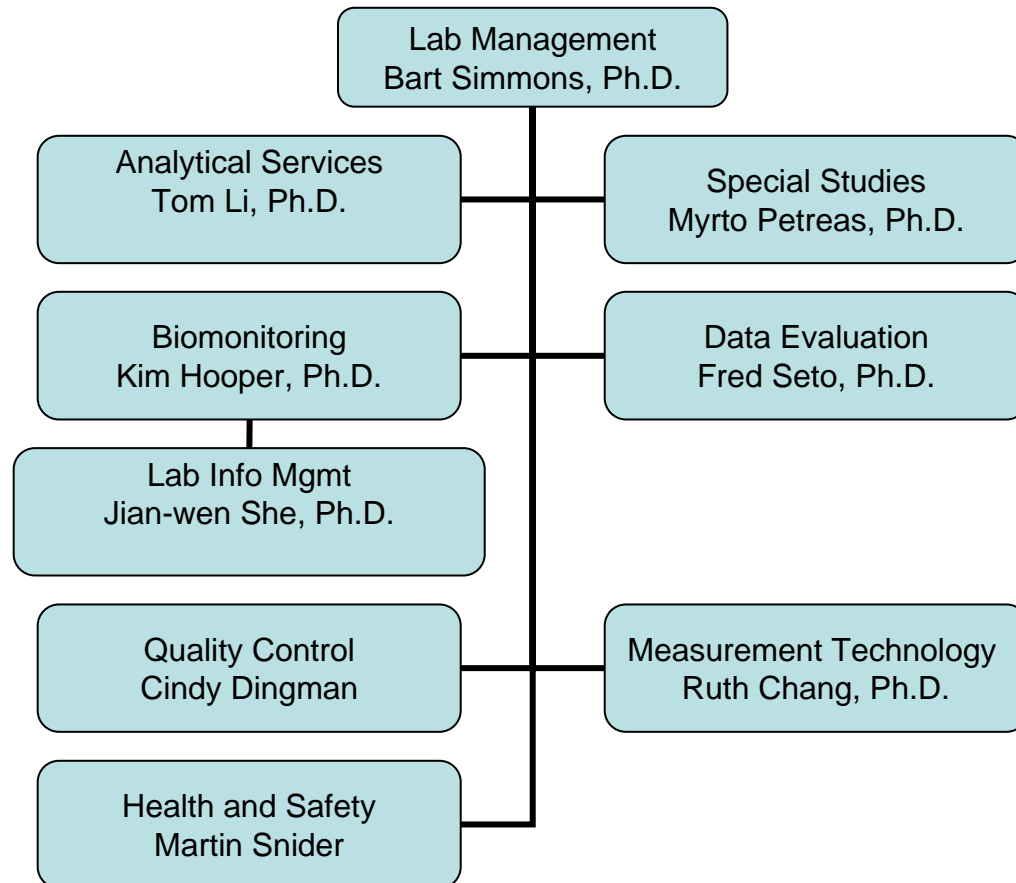 Lab Management
Bart Simmons, Ph.D.
Analytical Services
Tom Li, Ph.D.
Special Studies
Myrto Petreas, Ph.D.
Biomonitoring
Kim Hooper, Ph.D.
Data Evaluation
Fred Seto, Ph.D.
Lab Info Mgmt
Jian-wen She, Ph.D.
Quality Control
Cindy Dingman
Measurement Technology
Ruth Chang, Ph.D.
Health and Safety
Martin Snider